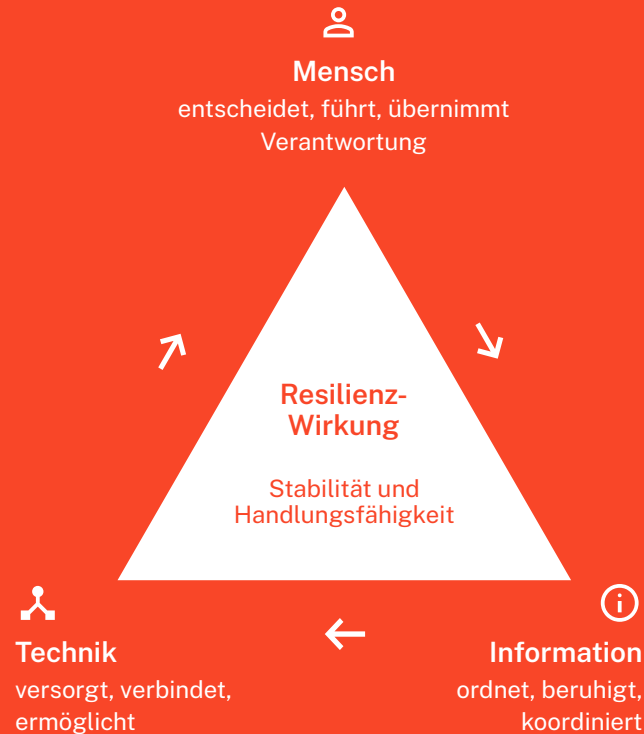 Mensch
entscheidet, führt, übernimmt
Verantwortung
Resilienz-
Wirkung
Stabilität und
Handlungsfähigkeit
Technik
versorgt, verbindet,
ermöglicht
Information
ordnet, beruhigt,
koordiniert